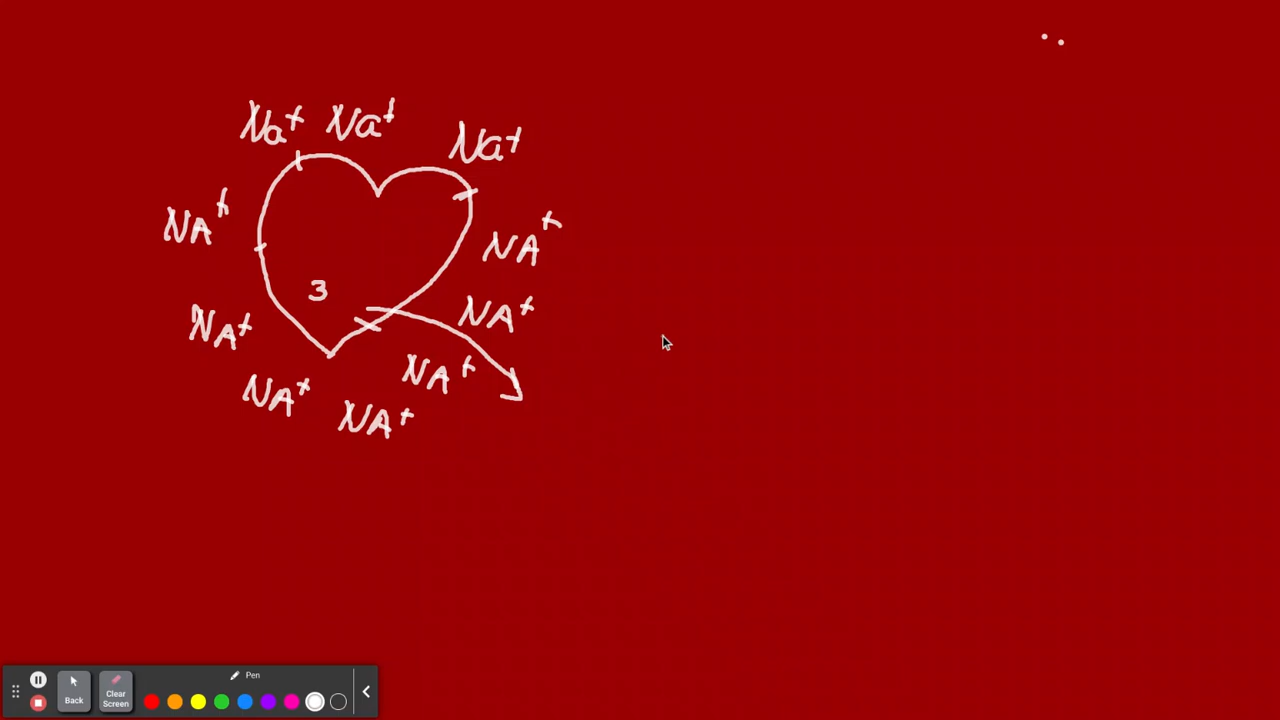 Na+ Na+ Na+
NA+ NA+
3
NA+ NA+
NA+ NA+
NA+
Pen
Back
Clear
Screen